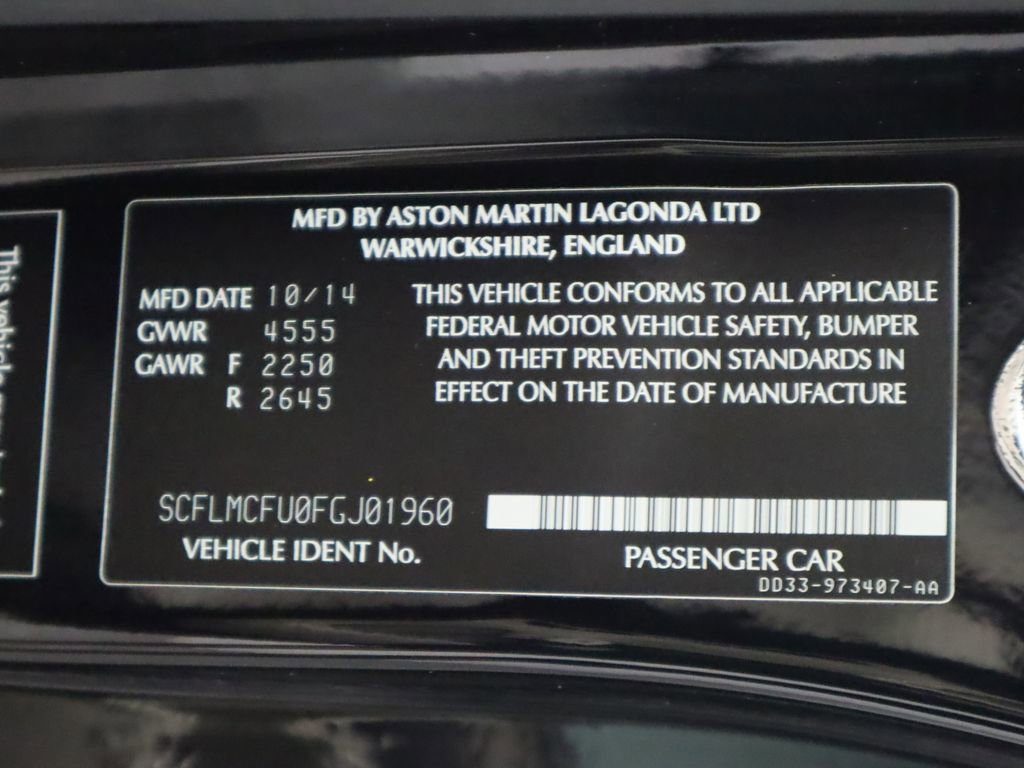 MFD BY ASTON MARTIN LAGONDA LTD
WARWICKSHIRE, ENGLAND
MFD DATE 10/14
GVWR 4555
GAWR F 2250
R 2645
THIS VEHICLE CONFORMS TO ALL APPLICABLE
FEDERAL MOTOR VEHICLE SAFETY, BUMPER
AND THEFT PREVENTION STANDARDS IN
EFFECT ON THE DATE OF MANUFACTURE
SCFLMCFU0FGJ01960
VEHICLE IDENT No.
PASSENGER CAR
DD33-973407-AA
This vehicle